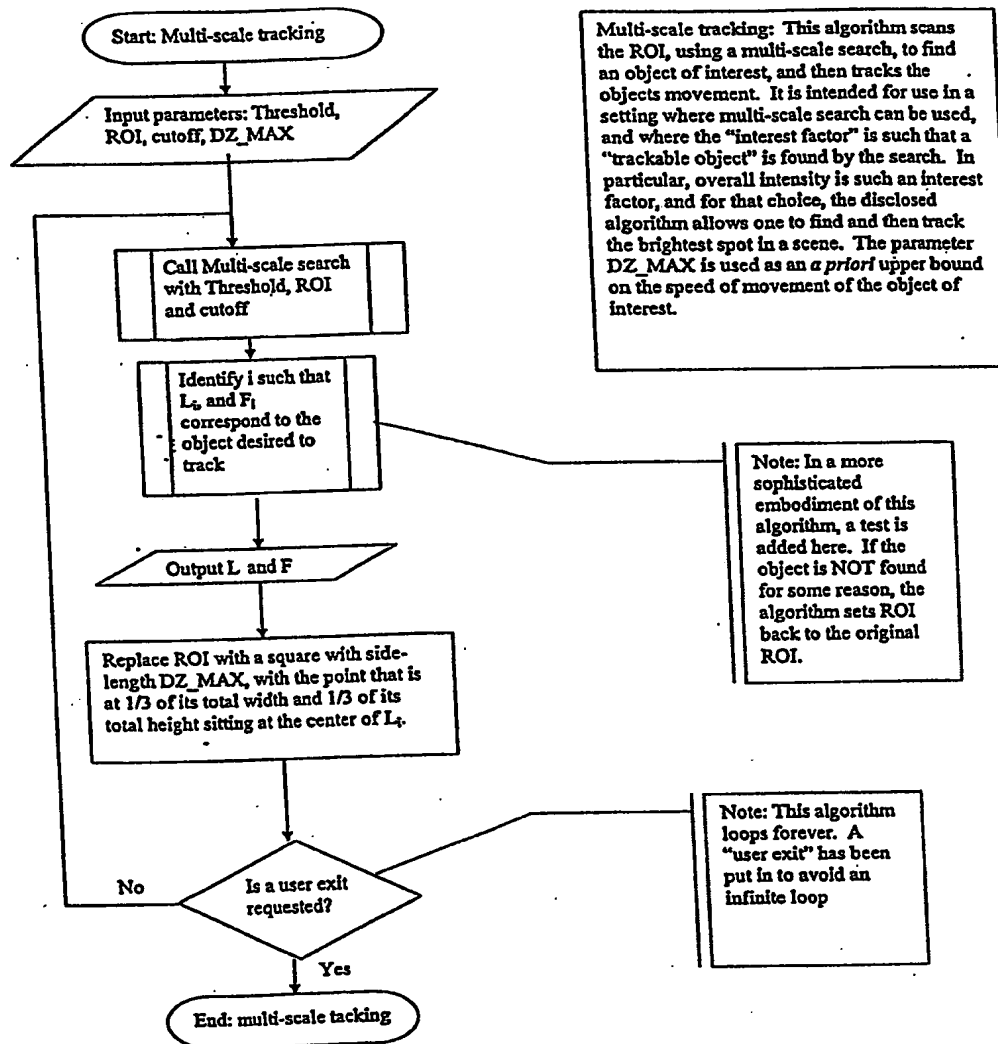 Start: Multi-scale tracking
Input parameters: Threshold,
ROI, cutoff, DZ_MAX
Call Multi-scale search
with Threshold, ROI
and cutoff
Identify i such that
Lᵢ, and Fᵢ
correspond to the
object desired to
track
Output L and F
Replace ROI with a square with side-
length DZ_MAX, with the point that is
at 1/3 of its total width and 1/3 of its
total height sitting at the center of Lᵢ.
No
Is a user exit
requested?
Yes
End: multi-scale tacking
Multi-scale tracking: This algorithm scans
the ROI, using a multi-scale search, to find
an object of interest, and then tracks the
objects movement. It is intended for use in a
setting where multi-scale search can be used,
and where the "interest factor" is such that a
"trackable object" is found by the search. In
particular, overall intensity is such an interest
factor, and for that choice, the disclosed
algorithm allows one to find and then track
the brightest spot in a scene. The parameter
DZ_MAX is used as an a priori upper bound
on the speed of movement of the object of
interest.
Note: In a more
sophisticated
embodiment of this
algorithm, a test is
added here. If the
object is NOT found
for some reason, the
algorithm sets ROI
back to the original
ROI.
Note: This algorithm
loops forever. A
"user exit" has been
put in to avoid an
infinite loop